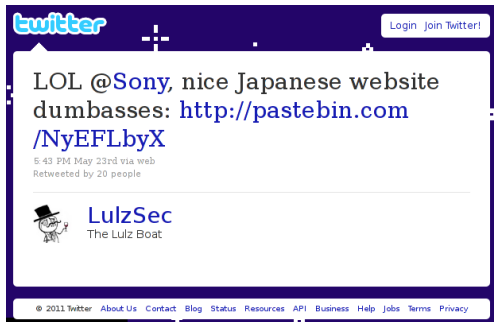 twitter
Login Join Twitter!
LOL @Sony, nice Japanese website
dumbasses: http://pastebin.com
/NyEFLbyX
5:43 PM May 23rd via web
Retweeted by 20 people
LulzSec
The Lulz Boat
© 2011 Twitter About Us Contact Blog Status Resources API Business Help Jobs Terms Privacy